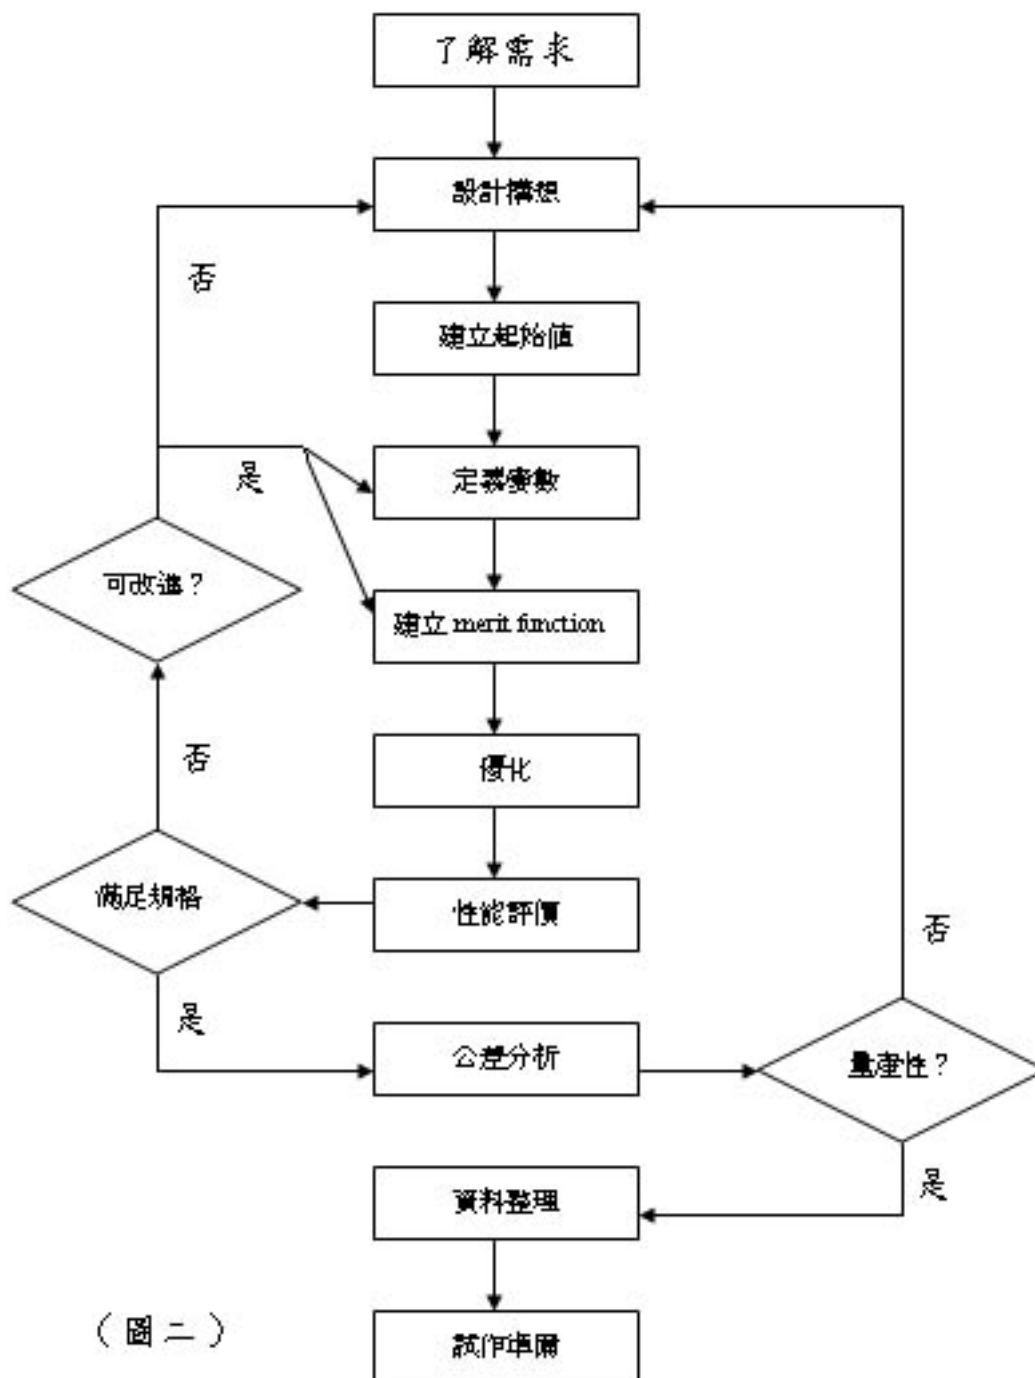 了解需求
設計構想
否
建立起始值
是
定義變數
可改進？
建立 merit function
否
優化
滿足規格
性能評價
否
是
公差分析
量產性？
資料整理
是
（圖二）
試作準備